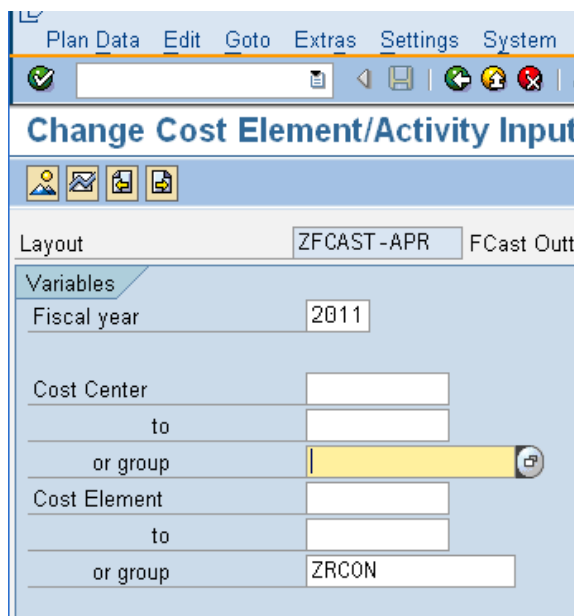 Plan Data Edit Goto Extras Settings System
Change Cost Element/Activity Input
Layout ZFCAST-APR FCast Outt
Variables
Fiscal year 2011
Cost Center
to
or group
Cost Element
to
or group ZRCON